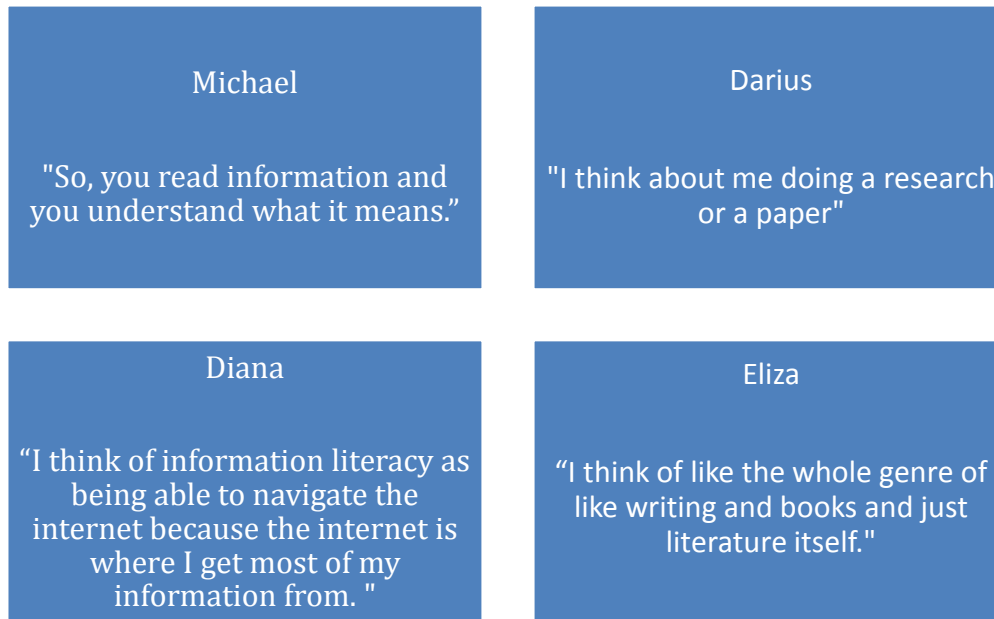 Michael
"So, you read information and
you understand what it means.”
Darius
"I think about me doing a research
or a paper"
Diana
“I think of information literacy as
being able to navigate the
internet because the internet is
where I get most of my
information from. "
Eliza
“I think of like the whole genre of
like writing and books and just
literature itself."